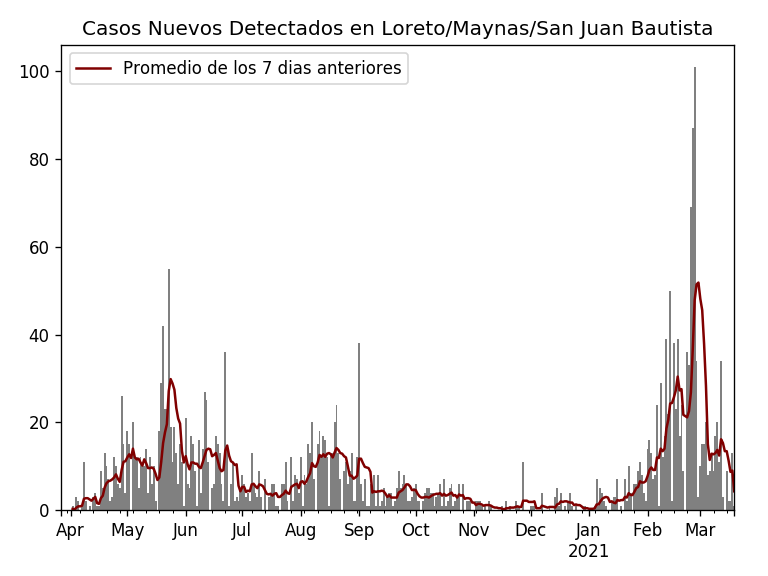 Casos Nuevos Detectados en Loreto/Maynas/San Juan Bautista
Promedio de los 7 dias anteriores
100
80
60
40
20
0
Apr May Jun Jul Aug Sep Oct Nov Dec Jan Feb Mar
2021